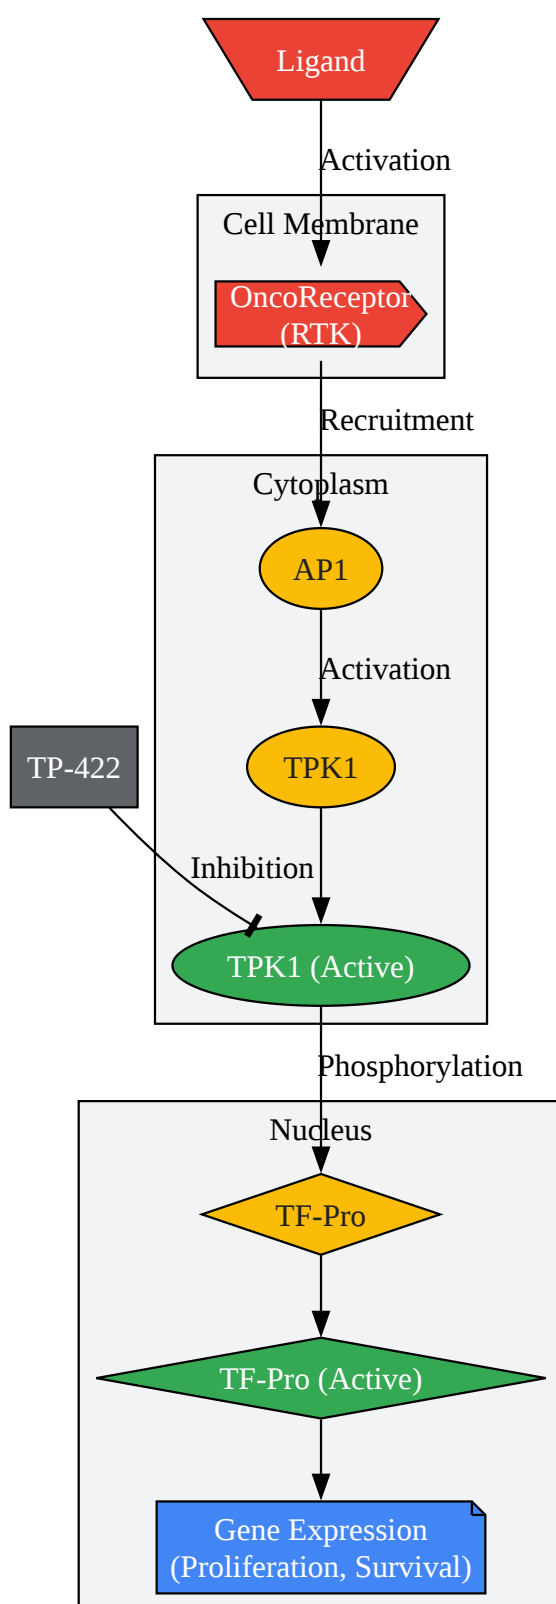 Ligand
Activation
Cell Membrane
OncoReceptor
(RTK)
Recruitment
Cytoplasm
AP1
Activation
TP-422
TPK1
Inhibition
TPK1 (Active)
Phosphorylation
Nucleus
TF-Pro
TF-Pro (Active)
Gene Expression
(Proliferation, Survival)